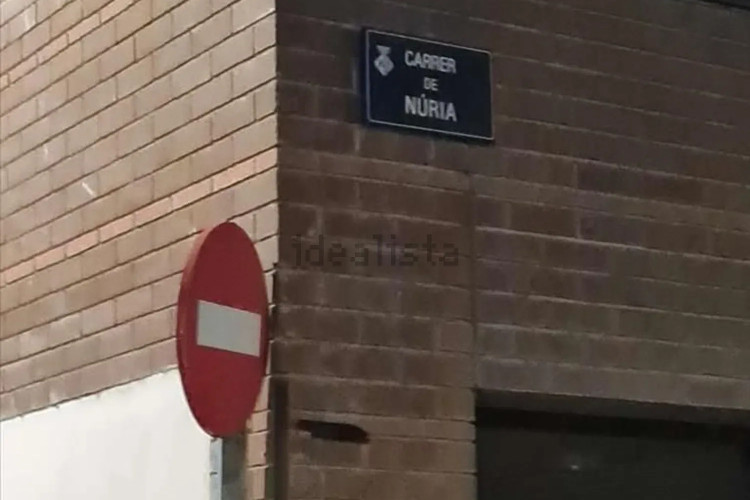 CARRER
DE
NÚRIA
idealista